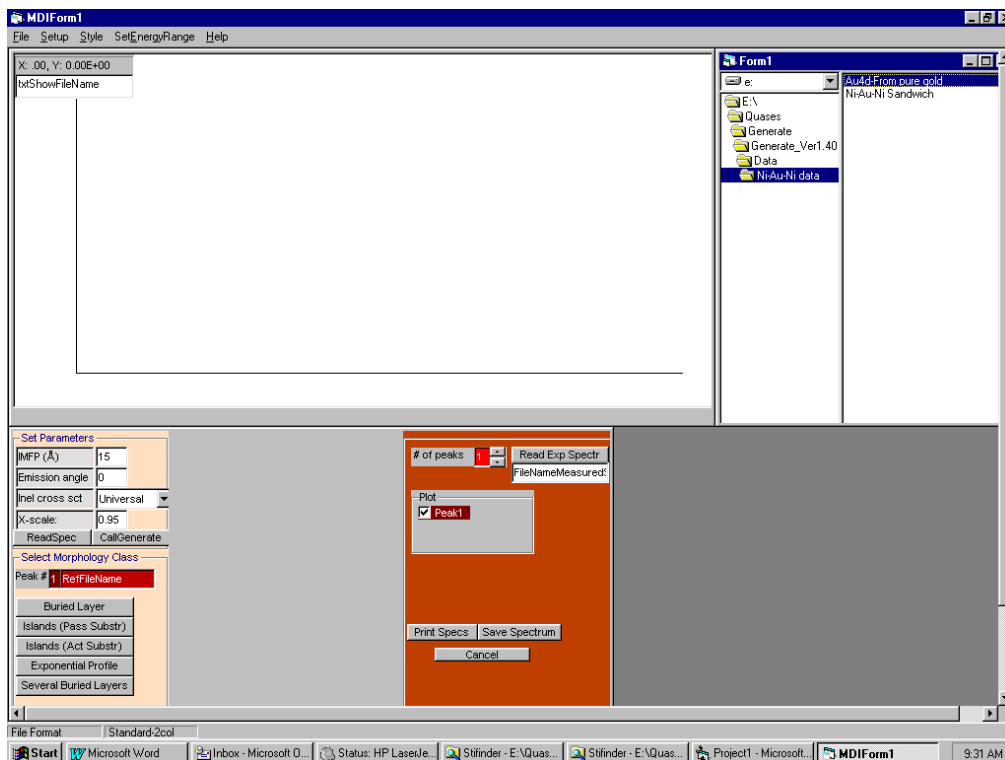 MDIForm1
File Setup Style SetEnergyRange Help
X: .00, Y: 0.00E+00
txtShowFileName
Form1
e:
E:\
Quases
Generate
Generate_Ver1.40
Data
Ni-Au-Ni data
Au4d-From pure gold
Ni-Au-Ni Sandwich
Set Parameters
IMFP (Å) 15
Emission angle 0
Inel cross sct Universal
X-scale: 0.95
ReadSpec CallGenerate
Select Morphology Class
Peak # 1 RefFileName
Buried Layer
Islands (Pass Substr)
Islands (Act Substr)
Exponential Profile
Several Buried Layers
# of peaks 1 Read Exp Spectr
FileNameMeasuredS
Plot
Peak1
Print Specs Save Spectrum
Cancel
File Format Standard-2col
Start Microsoft Word Inbox - Microsoft O... Status: HP LaserJe... Stifinder - E:\Quas... Stifinder - E:\Quas... Project1 - Microsoft... MDIForm1 9:31 AM